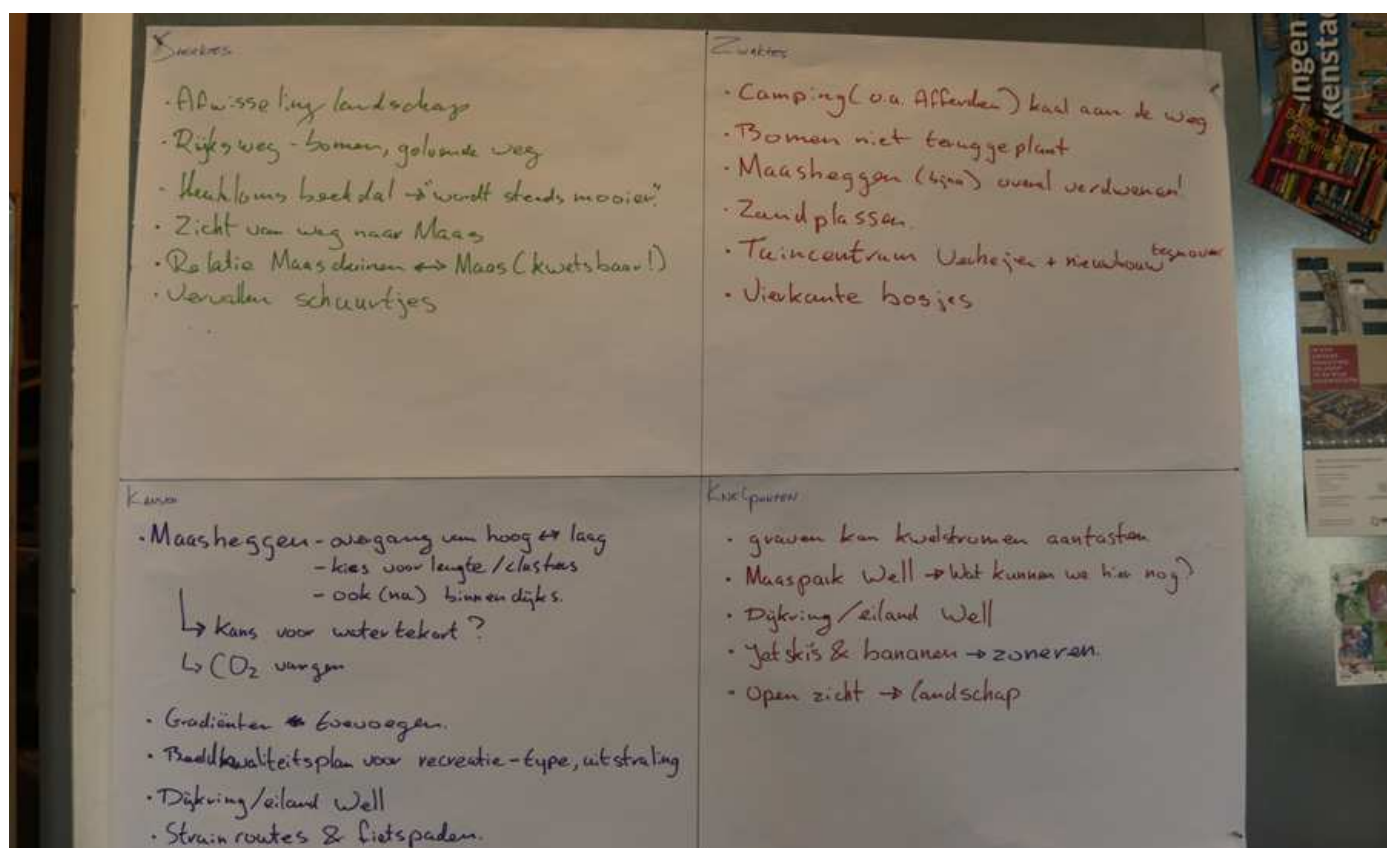 Zwaktes
· Afwisseling landschap
· Rijksweg - bomen, golvende weg
· beekdal → "wordt steeds mooier."
· Zicht van weg naar Maas
· Relatie Maasduinen ↔ Maas (kwetsbaar!)
· Vervallen schuurtjes
· Camping (o.a. Afferden) kaal aan de weg
· Bomen niet teruggeplant
· Maasheggen (bijna) overal verdwenen!
· Zandplassen.
· Tuincentrum Verheijen + nieuwbouw tegenover
· Vierkante bosjes
Kansen
· Maasheggen - overgang van hoog ↔ laag
- kies voor lengte/clusters
- ook (na) binnendijks.
↳ Kans voor watertekort?
↳ CO₂ vangen
· Gradiënten toevoegen.
· Beeldkwaliteitsplan voor recreatie-type, uitstraling
· Dijkring/eiland Well
· Struinroutes & fietspaden.
Knelpunten
· graven kan kwelstromen aantasten
· Maaspark Well → Wat kunnen we hier nog?
· Dijkring/eiland Well
· Jetskis & bananen → zoneren.
· Open zicht → landschap
ingen
kenstad